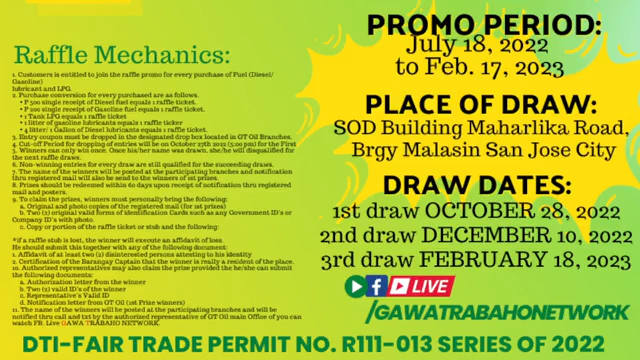 Raffle Mechanics:
1. Customers is entitled to join the raffle promo for every purchase of Fuel (Diesel/
Gasoline)
lubricant and LPG.
2. Purchase conversion for every purchased are as follows.
• P 500 single receipt of Diesel fuel equals 1 raffle ticket.
• P 200 single receipt of Gasoline fuel equals 1 raffle ticket.
• 1 Tank LPG equals 1 raffle ticket
• 1 Liter of gasoline lubricants equals 1 raffle ticket
• 4 liter/ 1 Gallon of Diesel lubricants equals 1 raffle ticket.
3. Entry coupon must be dropped in the designated drop box located in GT Oil Branches.
4. Cut-off Period for dropping of entries will be on October 27th 2021 (5:00 pm) for the First
5. Winners can only win once. Once his/her name was drawn, she/he will disqualified for
the next raffle draws.
6. Non-winning entries for every draw are still qualified for the succeeding draws.
7. The name of the winners will be posted at the participating branches and notification
thru registered mail will also be send to the winners of 1st prizes.
8. Prizes should be redeemed within 60 days upon receipt of notification thru registered
mail and posters.
9. To claim the prizes, winners must personally bring the following:
a. Original and photo copies of the registered mail (for 1st prizes)
b. Two (2) original valid forms of identification Cards such as any Government ID's or
Company ID's with photo.
c. Copy or portion of the raffle ticket or stub and the following:
*if a raffle stub is lost, the winner will execute an affidavit of loss.
He should submit this together with any of the following document:
1. Affidavit of at least two (2) disinterested persons attesting to his identity
2. Certification of the Barangay Captain that the winner is really a resident of the place.
10. Authorized representatives may also claim the prize provided the he/she can submit
the following documents:
a. Authorization letter from the winner
b. Two (2) valid ID's of the winner
c. Representative's Valid ID
d. Notification letter from GT Oil (1st Prize winners)
11. The name of the winners will be posted at the participating branches and will be
notified thru call and txt by the authorized representative of GT Oil main Office of you can
watch FB. Live GAWA TRABAHO NETWORK.
PROMO PERIOD:
July 18, 2022
to Feb. 17, 2023
PLACE OF DRAW:
SOD Building Maharlika Road,
Brgy Malasin San Jose City
DRAW DATES:
1st draw OCTOBER 28, 2022
2nd draw DECEMBER 10, 2022
3rd draw FEBRUARY 18, 2023
LIVE
/GAWATRABAHONETWORK
DTI-FAIR TRADE PERMIT NO. R111-013 SERIES OF 2022